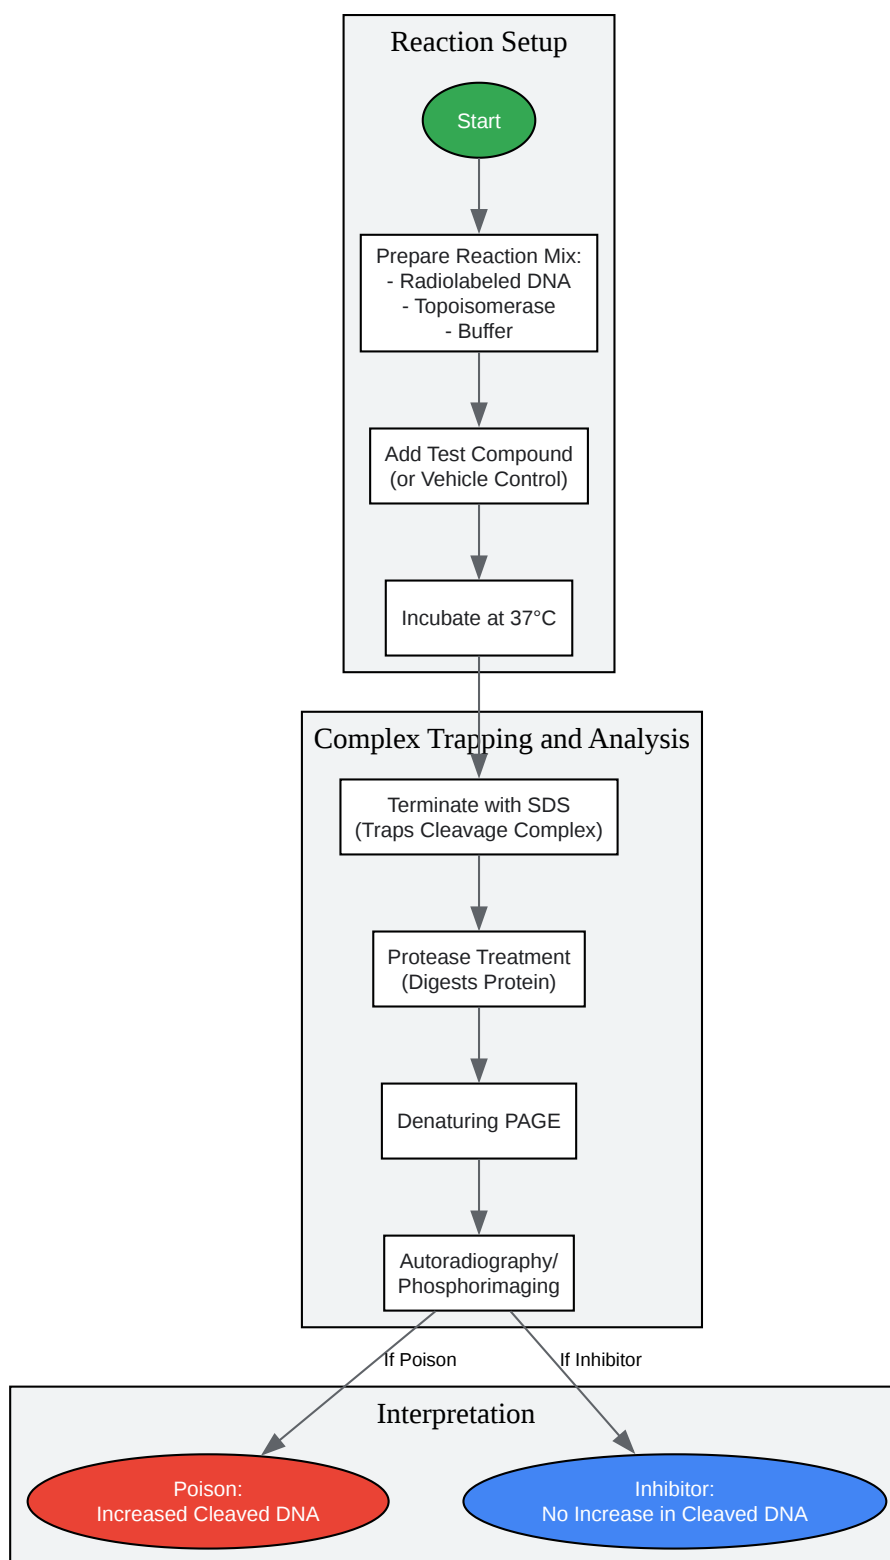 Reaction Setup
Start
Prepare Reaction Mix:
- Radiolabeled DNA
- Topoisomerase
- Buffer
Add Test Compound
(or Vehicle Control)
Incubate at 37°C
Complex Trapping and Analysis
Terminate with SDS
(Traps Cleavage Complex)
Protease Treatment
(Digests Protein)
Denaturing PAGE
Autoradiography/
Phosphorimaging
If Poison
If Inhibitor
Interpretation
Poison:
Increased Cleaved DNA
Inhibitor:
No Increase in Cleaved DNA